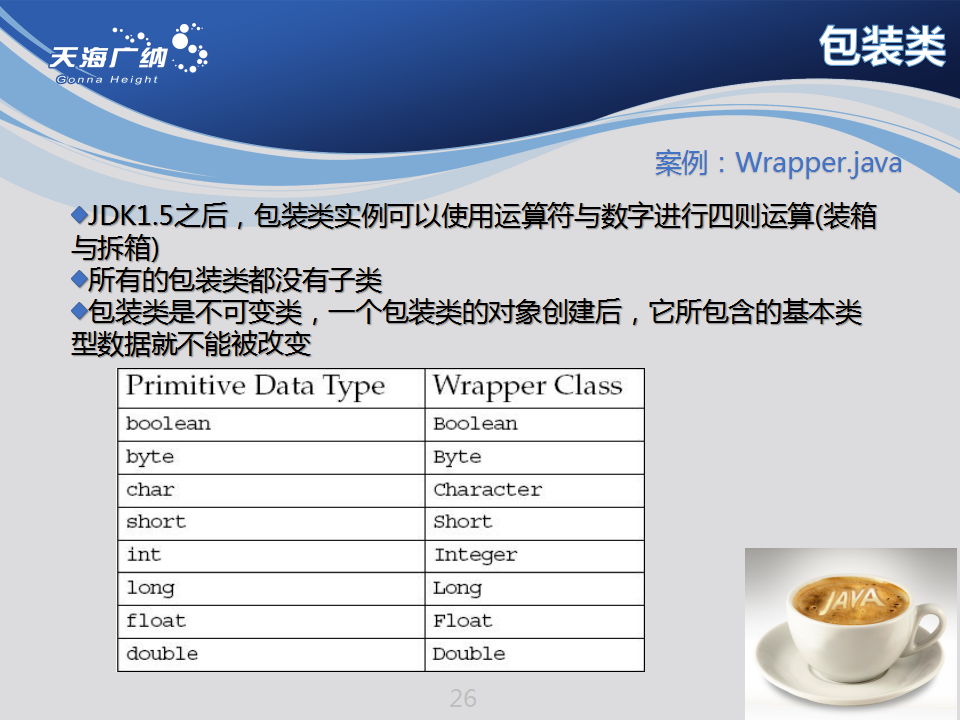 天海广纳
Gonna Height
包装类
案例：Wrapper.java
JDK1.5之后，包装类实例可以使用运算符与数字进行四则运算(装箱
与拆箱)
所有的包装类都没有子类
包装类是不可变类，一个包装类的对象创建后，它所包含的基本类
型数据就不能被改变
Primitive Data Type Wrapper Class
boolean Boolean
byte Byte
char Character
short Short
int Integer
long Long
float Float
double Double
JAVA
26